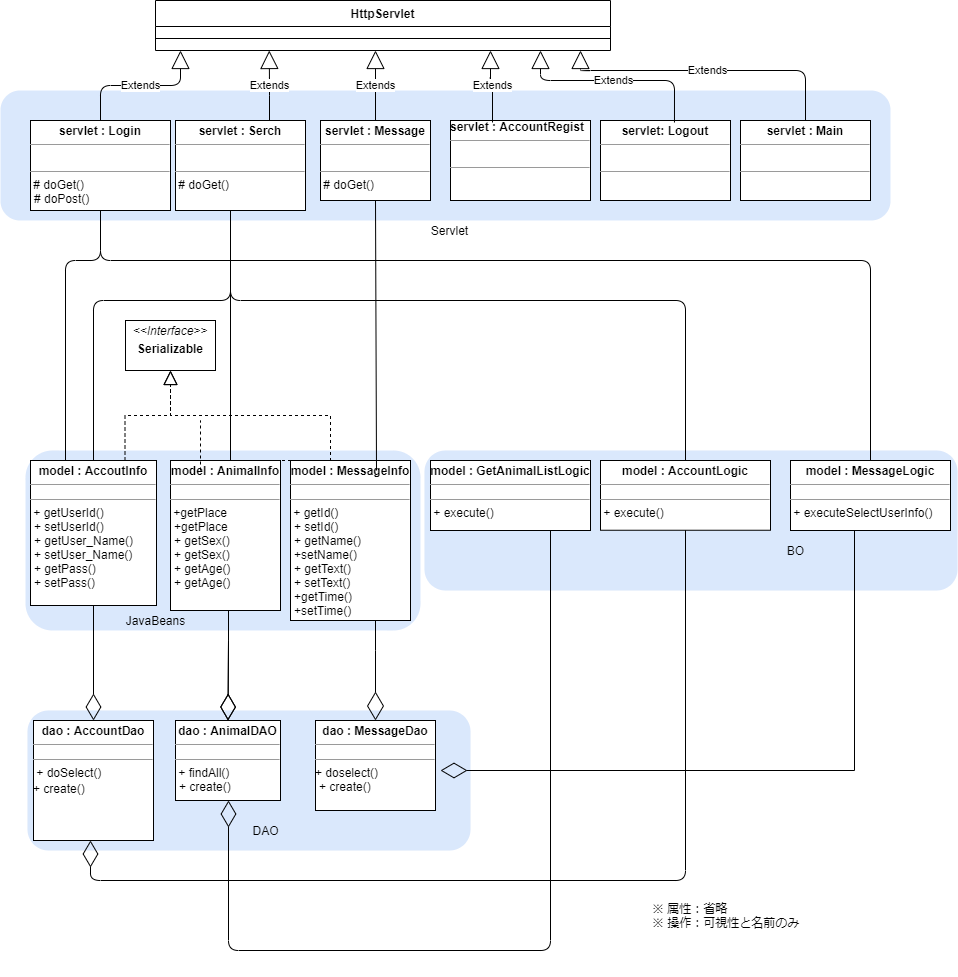 HttpServlet
Extends
Extends
Extends
Extends
Extends
Extends
servlet : Login
# doGet()
# doPost()
servlet : Serch
# doGet()
servlet : Message
# doGet()
servlet : AccountRegist
servlet: Logout
servlet : Main
Servlet
<<Interface>>
Serializable
model : AccoutInfo
+ getUserId()
+ setUserId()
+ getUser_Name()
+ setUser_Name()
+ getPass()
+ setPass()
model : AnimalInfo
+getPlace
+getPlace
+ getSex()
+ getSex()
+ getAge()
+ getAge()
model : MessageInfo
+ getId()
+ setId()
+ getName()
+setName()
+ getText()
+ setText()
+getTime()
+setTime()
JavaBeans
model : GetAnimalListLogic
+ execute()
model : AccountLogic
+ execute()
model : MessageLogic
+ executeSelectUserInfo()
BO
dao : AccountDao
+ doSelect()
+ create()
dao : AnimalDAO
+ findAll()
+ create()
dao : MessageDao
+ doselect()
+ create()
DAO
※ 属性：省略
※ 操作：可視性と名前のみ